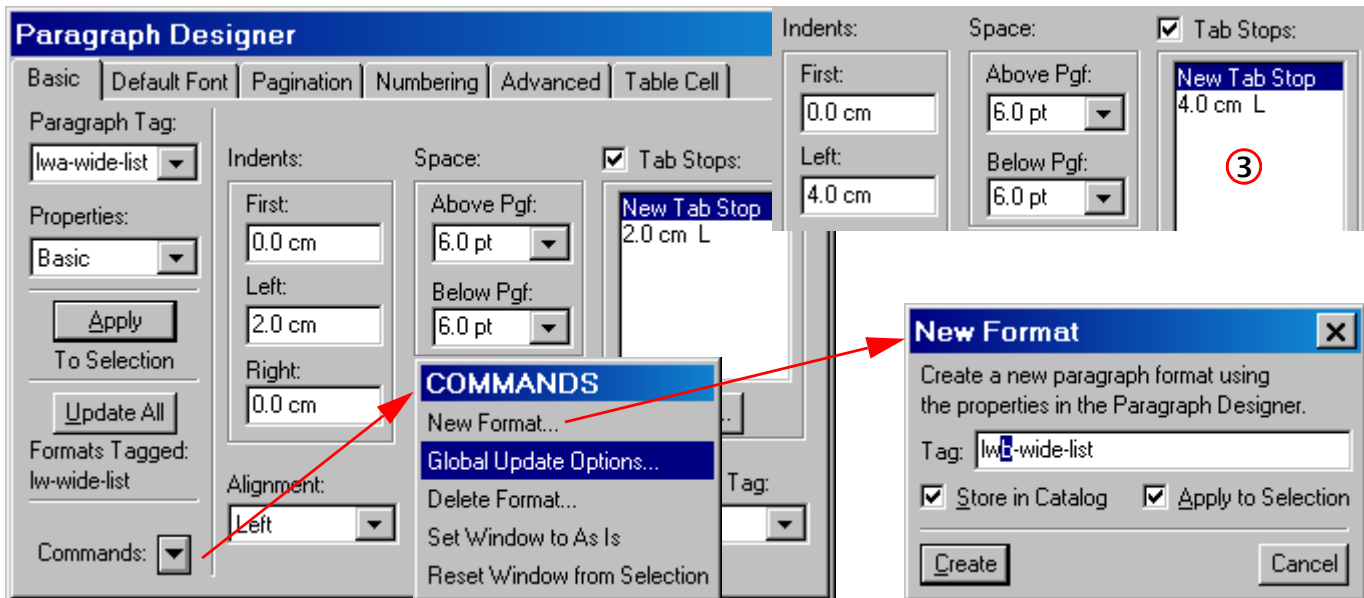 Paragraph Designer
Basic Default Font Pagination Numbering Advanced Table Cell
Paragraph Tag:
lwa-wide-list
Properties:
Basic
Apply
To Selection
Update All
Formats Tagged:
lw-wide-list
Commands:
Indents:
First:
0.0 cm
Left:
2.0 cm
Right:
0.0 cm
Alignment:
Left
Space:
Above Pgf:
6.0 pt
Below Pgf:
6.0 pt
Tab Stops:
New Tab Stop
2.0 cm L
..
Tag:
COMMANDS
New Format...
Global Update Options...
Delete Format...
Set Window to As Is
Reset Window from Selection
Indents:
First:
0.0 cm
Left:
4.0 cm
Space:
Above Pgf:
6.0 pt
Below Pgf:
6.0 pt
Tab Stops:
New Tab Stop
4.0 cm L
3
New Format
Create a new paragraph format using
the properties in the Paragraph Designer.
Tag: lwb-wide-list
Store in Catalog Apply to Selection
Create Cancel